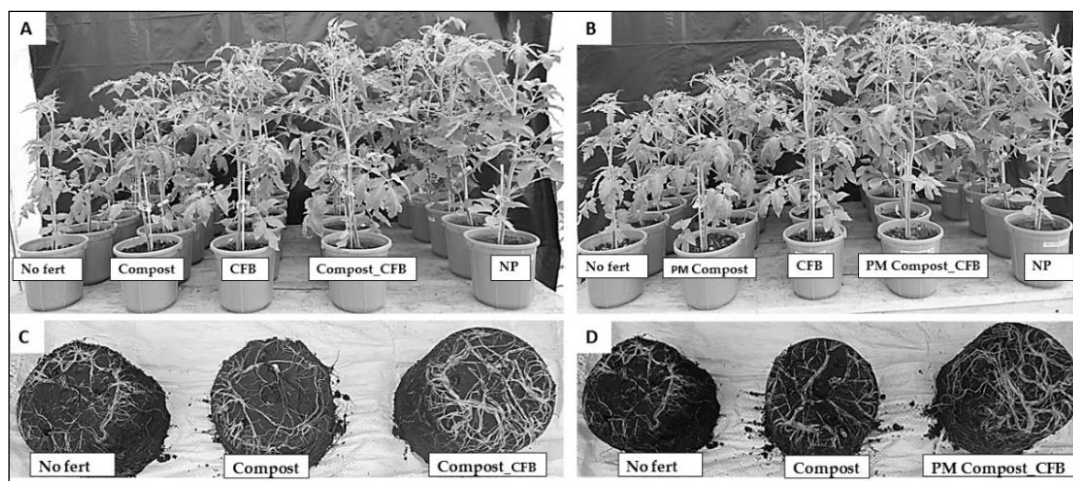 A
No fert
Compost
CFB
Compost_CFB
NP
B
No fert
PM Compost
CFB
PM Compost_CFB
NP
C
No fert
Compost
Compost_CFB
D
No fert
Compost
PM Compost_CFB